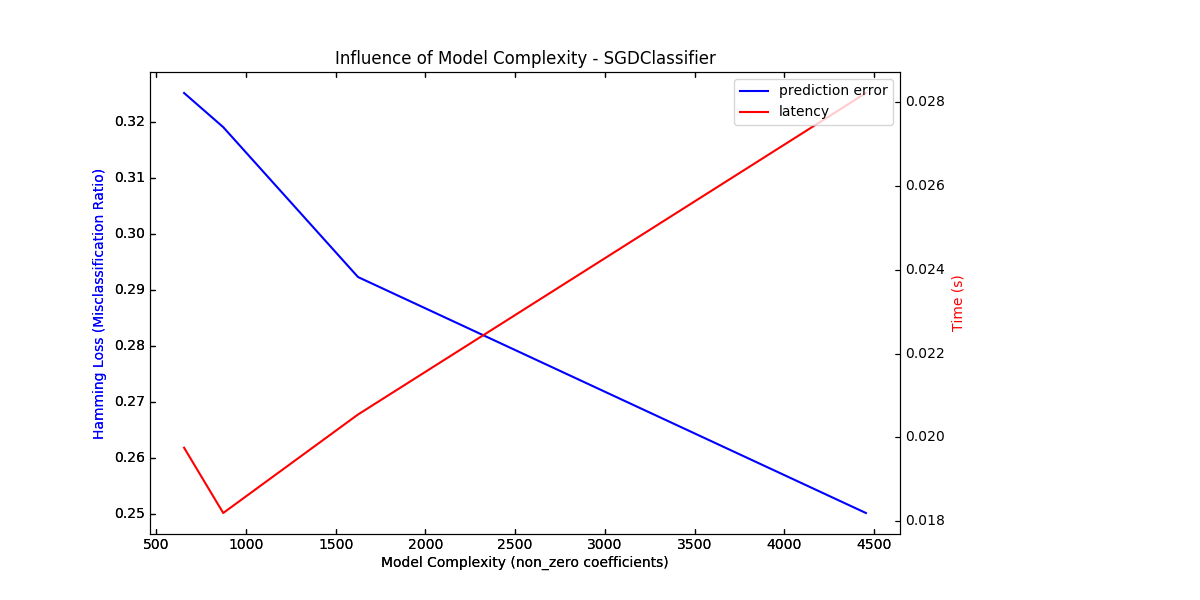 Influence of Model Complexity - SGDClassifier
prediction error
latency
0.32
0.31
0.30
0.29
0.28
0.27
0.26
0.25
Hamming Loss (Misclassification Ratio)
0.028
0.026
0.024
0.022
0.020
0.018
Time (s)
500 1000 1500 2000 2500 3000 3500 4000 4500
Model Complexity (non_zero coefficients)